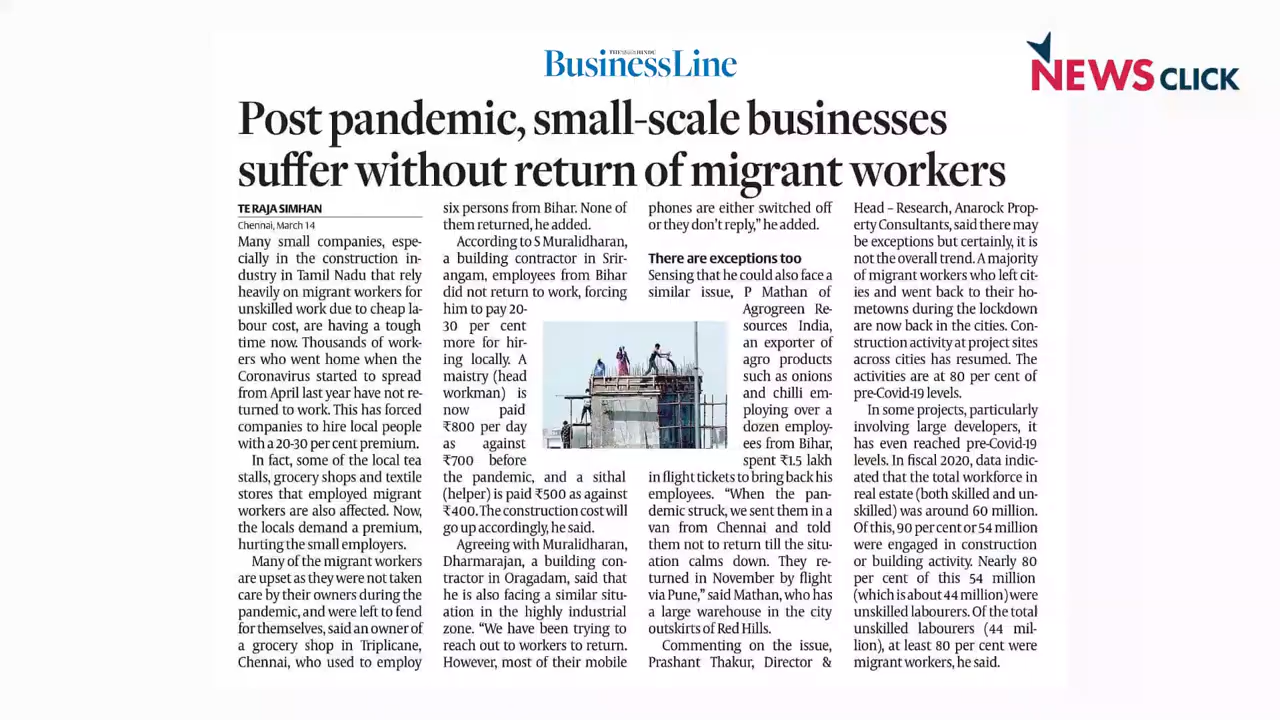 THE HINDU
BusinessLine
NEWSCLICK
Post pandemic, small-scale businesses
suffer without return of migrant workers
TE RAJA SIMHAN
Chennai, March 14
Many small companies, espe-
cially in the construction in-
dustry in Tamil Nadu that rely
heavily on migrant workers for
unskilled work due to cheap la-
bour cost, are having a tough
time now. Thousands of work-
ers who went home when the
Coronavirus started to spread
from April last year have not re-
turned to work. This has forced
companies to hire local people
with a 20-30 per cent premium.
In fact, some of the local tea
stalls, grocery shops and textile
stores that employed migrant
workers are also affected. Now,
the locals demand a premium,
hurting the small employers.
Many of the migrant workers
are upset as they were not taken
care by their owners during the
pandemic, and were left to fend
for themselves, said an owner of
a grocery shop in Triplicane,
Chennai, who used to employ
six persons from Bihar. None of
them returned, he added.
According to S Muralidharan,
a building contractor in Srir-
angam, employees from Bihar
did not return to work, forcing
him to pay 20-
30 per cent
more for hir-
ing locally. A
maistry (head
workman) is
now paid
₹800 per day
as against
₹700 before
the pandemic, and a sithal
(helper) is paid ₹500 as against
₹400. The construction cost will
go up accordingly, he said.
Agreeing with Muralidharan,
Dharmarajan, a building con-
tractor in Oragadam, said that
he is also facing a similar situ-
ation in the highly industrial
zone. “We have been trying to
reach out to workers to return.
However, most of their mobile
phones are either switched off
or they don’t reply,” he added.
There are exceptions too
Sensing that he could also face a
similar issue, P Mathan of
Agrogreen Re-
sources India,
an exporter of
agro products
such as onions
and chilli em-
ploying over a
dozen employ-
ees from Bihar,
spent ₹1.5 lakh
in flight tickets to bring back his
employees. “When the pan-
demic struck, we sent them in a
van from Chennai and told
them not to return till the situ-
ation calms down. They re-
turned in November by flight
via Pune,” said Mathan, who has
a large warehouse in the city
outskirts of Red Hills.
Commenting on the issue,
Prashant Thakur, Director &
Head – Research, Anarock Prop-
erty Consultants, said there may
be exceptions but certainly, it is
not the overall trend. A majority
of migrant workers who left cit-
ies and went back to their ho-
metowns during the lockdown
are now back in the cities. Con-
struction activity at project sites
across cities has resumed. The
activities are at 80 per cent of
pre-Covid-19 levels.
In some projects, particularly
involving large developers, it
has even reached pre-Covid-19
levels. In fiscal 2020, data indic-
ated that the total workforce in
real estate (both skilled and un-
skilled) was around 60 million.
Of this, 90 per cent or 54 million
were engaged in construction
or building activity. Nearly 80
per cent of this 54 million
(which is about 44 million) were
unskilled labourers. Of the total
unskilled labourers (44 mil-
lion), at least 80 per cent were
migrant workers, he said.